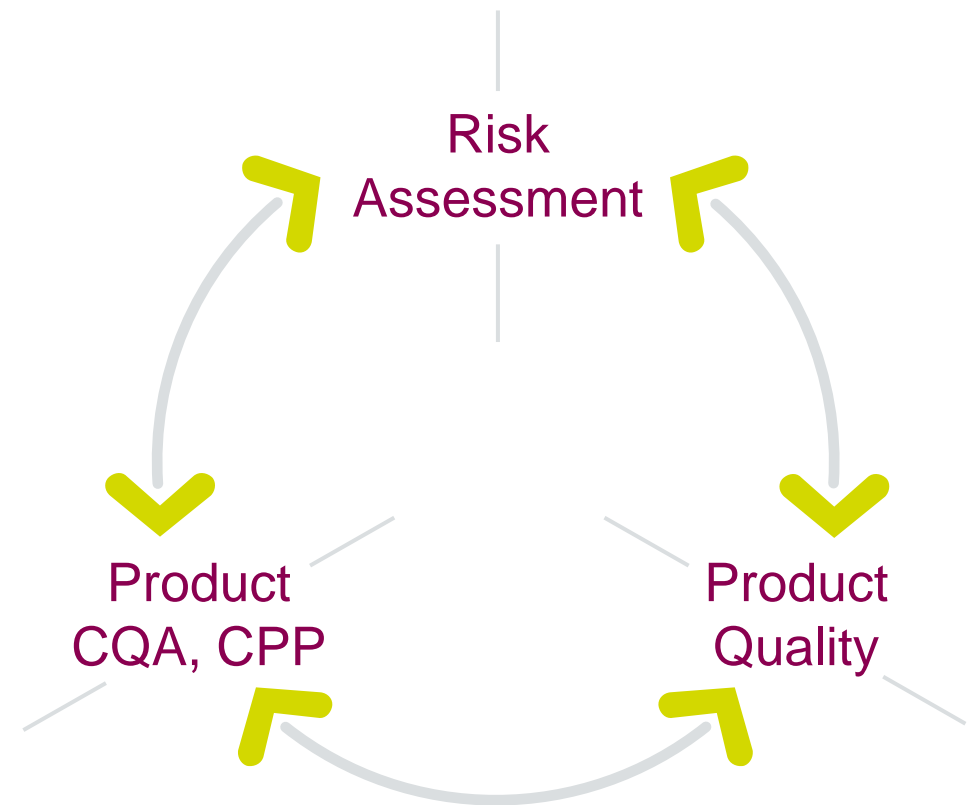 Risk
Assessment
Product
CQA, CPP
Product
Quality